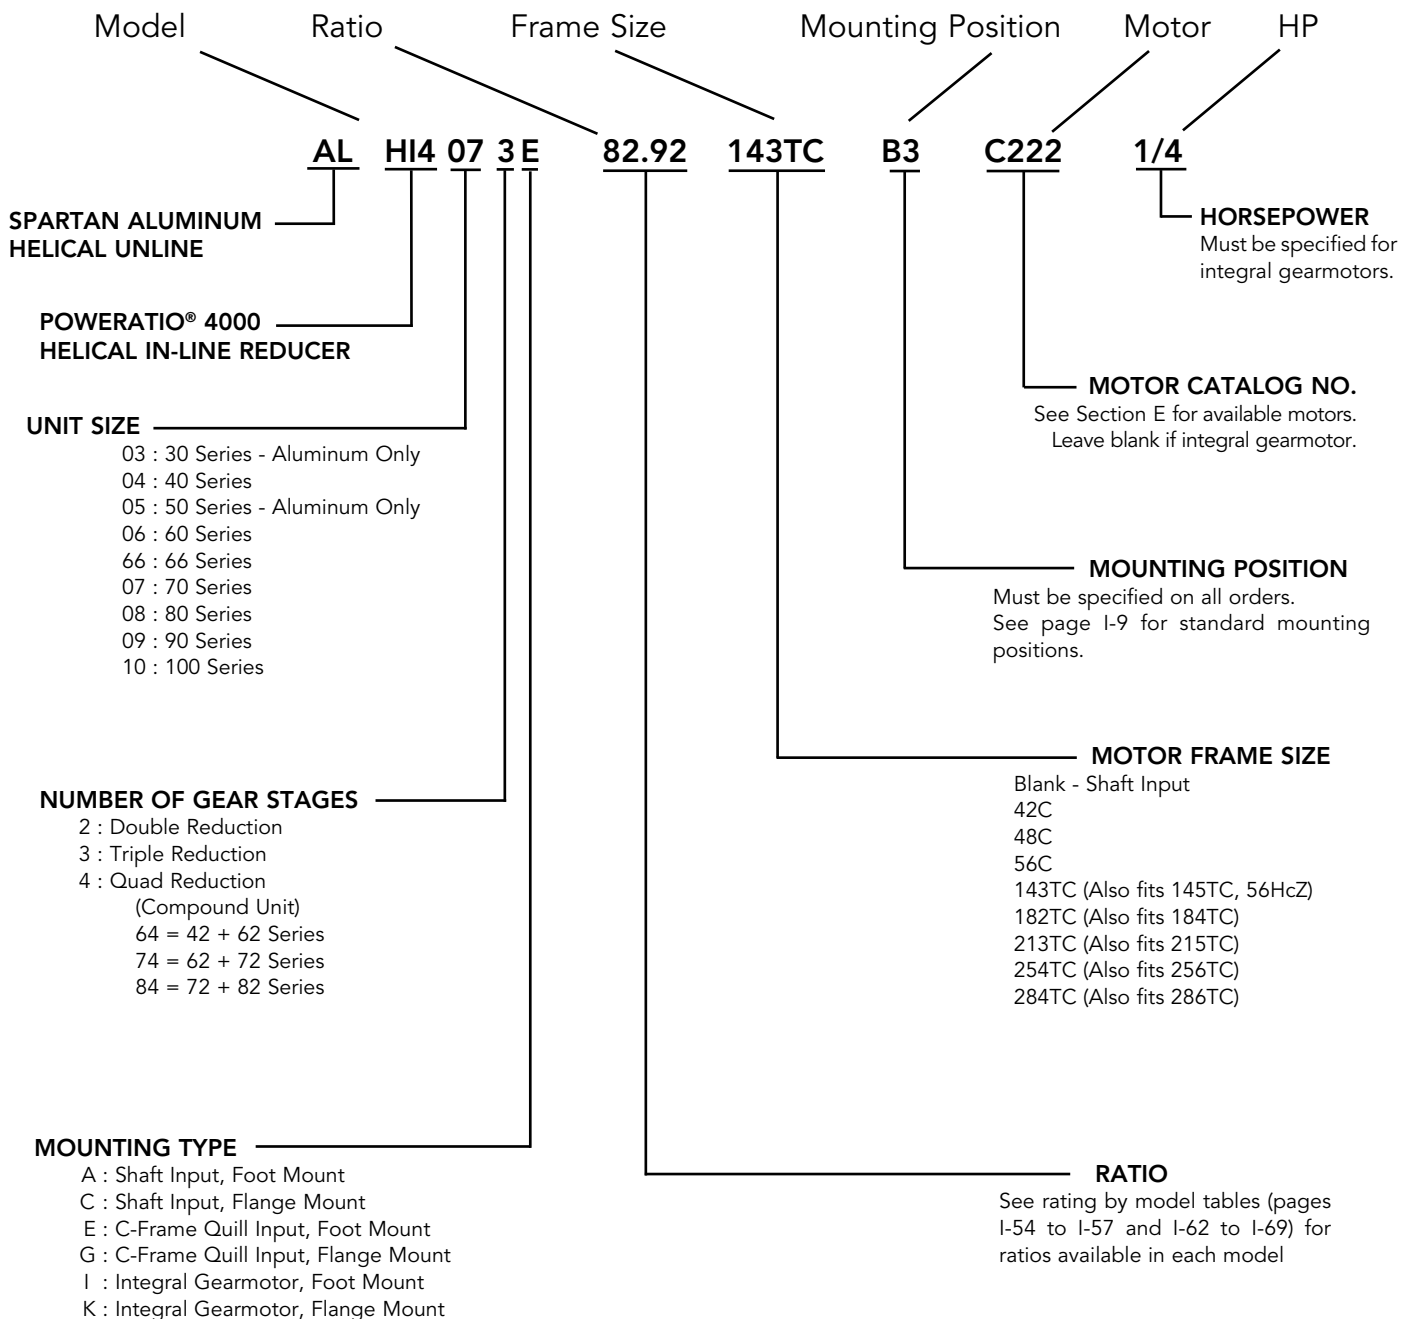 Model Ratio Frame Size Mounting Position Motor HP
AL HI4 07 3 E 82.92 143TC B3 C222 1/4
SPARTAN ALUMINUM
HELICAL UNLINE
HORSEPOWER
Must be specified for
integral gearmotors.
POWERATIO® 4000
HELICAL IN-LINE REDUCER
MOTOR CATALOG NO.
See Section E for available motors.
Leave blank if integral gearmotor.
UNIT SIZE
03 : 30 Series - Aluminum Only
04 : 40 Series
05 : 50 Series - Aluminum Only
06 : 60 Series
66 : 66 Series
07 : 70 Series
08 : 80 Series
09 : 90 Series
10 : 100 Series
MOUNTING POSITION
Must be specified on all orders.
See page I-9 for standard mounting
positions.
NUMBER OF GEAR STAGES
2 : Double Reduction
3 : Triple Reduction
4 : Quad Reduction
(Compound Unit)
64 = 42 + 62 Series
74 = 62 + 72 Series
84 = 72 + 82 Series
MOTOR FRAME SIZE
Blank - Shaft Input
42C
48C
56C
143TC (Also fits 145TC, 56HcZ)
182TC (Also fits 184TC)
213TC (Also fits 215TC)
254TC (Also fits 256TC)
284TC (Also fits 286TC)
MOUNTING TYPE
A : Shaft Input, Foot Mount
C : Shaft Input, Flange Mount
E : C-Frame Quill Input, Foot Mount
G : C-Frame Quill Input, Flange Mount
I : Integral Gearmotor, Foot Mount
K : Integral Gearmotor, Flange Mount
RATIO
See rating by model tables (pages
I-54 to I-57 and I-62 to I-69) for
ratios available in each model